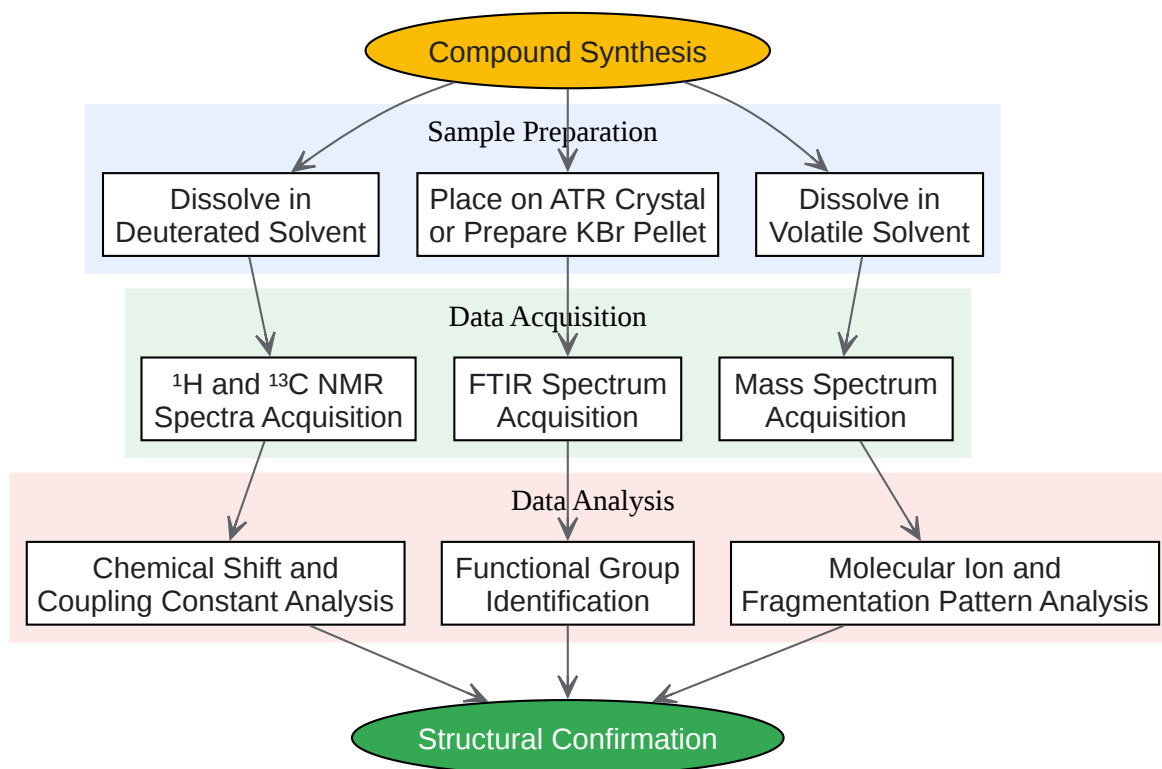 Compound Synthesis
Sample Preparation
Dissolve in
Deuterated Solvent
Place on ATR Crystal
or Prepare KBr Pellet
Dissolve in
Volatile Solvent
Data Acquisition
¹H and ¹³C NMR
Spectra Acquisition
FTIR Spectrum
Acquisition
Mass Spectrum
Acquisition
Data Analysis
Chemical Shift and
Coupling Constant Analysis
Functional Group
Identification
Molecular Ion and
Fragmentation Pattern Analysis
Structural Confirmation